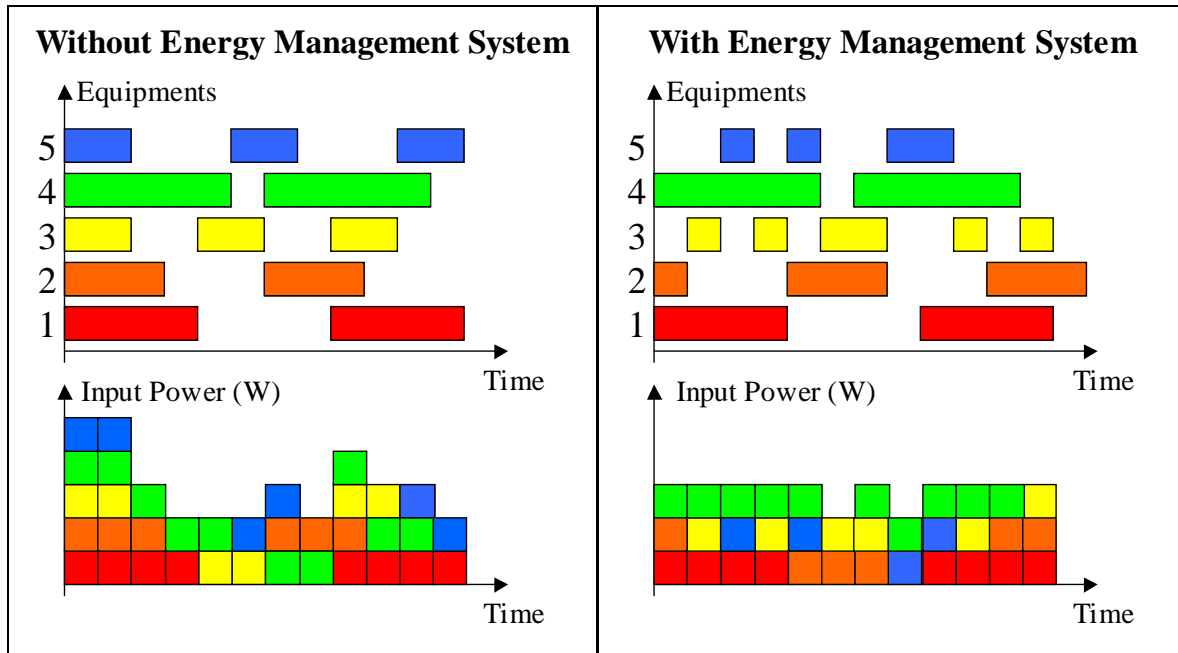 Without Energy Management System
Equipments
5
4
3
2
1
Time
Input Power (W)
Time
With Energy Management System
Equipments
5
4
3
2
1
Time
Input Power (W)
Time